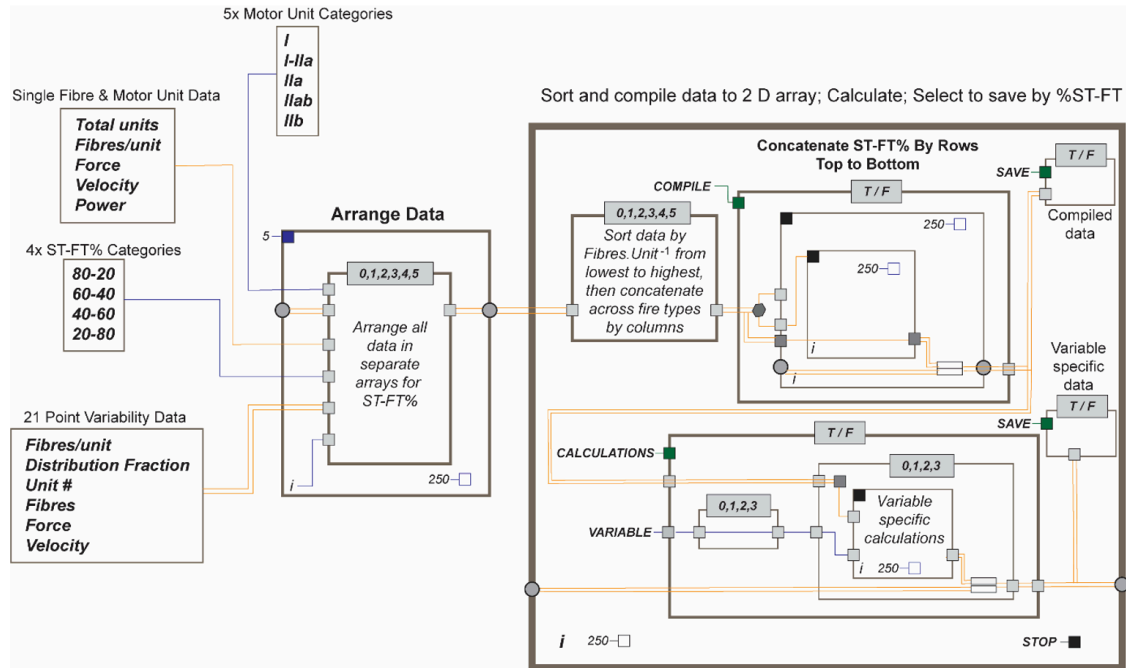 5x Motor Unit Categories
I
I-IIa
IIa
IIab
IIb
Single Fibre & Motor Unit Data
Total units
Fibres/unit
Force
Velocity
Power
4x ST-FT% Categories
80-20
60-40
40-60
20-80
21 Point Variability Data
Fibres/unit
Distribution Fraction
Unit #
Fibres
Force
Velocity
Arrange Data
5
0,1,2,3,4,5
Arrange all
data in
separate
arrays for
ST-FT%
i
250
Sort and compile data to 2 D array; Calculate; Select to save by %ST-FT
0,1,2,3,4,5
Sort data by
Fibres.Unit⁻¹ from
lowest to highest,
then concatenate
across fire types
by columns
Concatenate ST-FT% By Rows
Top to Bottom
COMPILE
T / F
250
250
i
i
T / F
SAVE
Compiled
data
Variable
specific
data
SAVE
T / F
CALCULATIONS
T / F
VARIABLE
0,1,2,3
0,1,2,3
Variable
specific
calculations
i
250
i
250
STOP